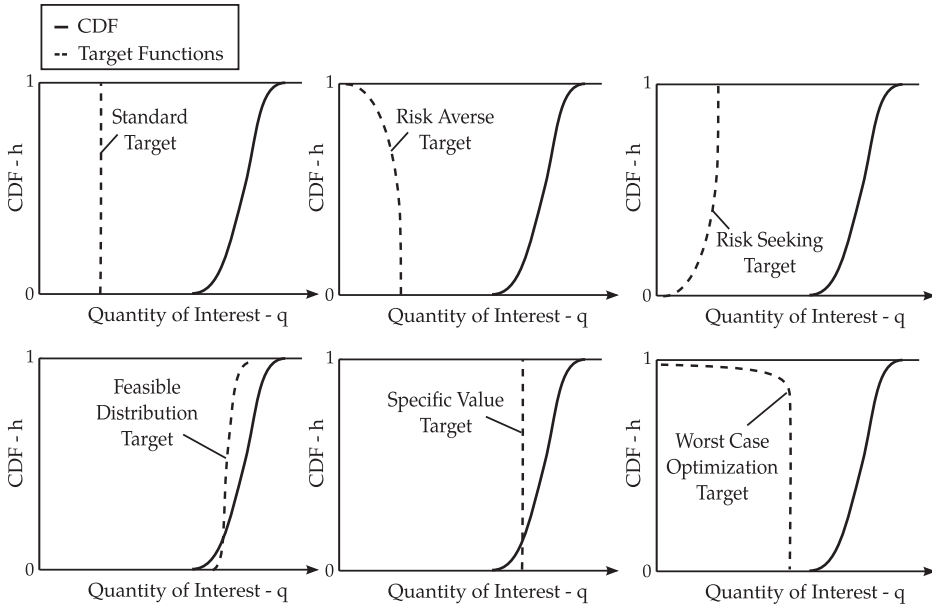 CDF
Target Functions
1
Standard
Target
CDF - h
0
Quantity of Interest - q
1
Risk Averse
Target
CDF - h
0
Quantity of Interest - q
1
CDF - h
Risk Seeking
Target
0
Quantity of Interest - q
1
Feasible
Distribution
Target
CDF - h
0
Quantity of Interest - q
1
Specific Value
Target
CDF - h
0
Quantity of Interest - q
1
Worst Case
Optimization
Target
CDF - h
0
Quantity of Interest - q